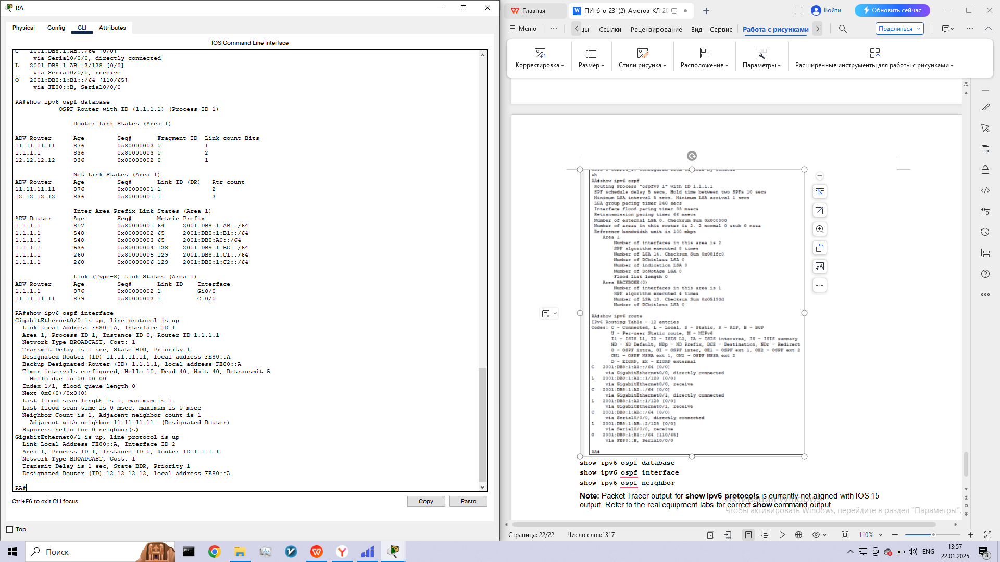 RA
Physical
Config
CLI
Attributes
IOS Command Line Interface
C 2001:DB8:1:AB::/64 [0/0]
via Serial0/0/0, directly connected
L 2001:DB8:1:AB::2/128 [0/0]
via Serial0/0/0, receive
O 2001:DB8:1:B1::/64 [110/65]
via FE80::B, Serial0/0/0
RA#show ipv6 ospf database
OSPF Router with ID (1.1.1.1) (Process ID 1)
Router Link States (Area 1)
ADV Router Age Seq# Fragment ID Link count Bits
11.11.11.11 876 0x80000002 0 1
1.1.1.1 836 0x80000003 0 2
12.12.12.12 836 0x80000002 0 1
Net Link States (Area 1)
ADV Router Age Seq# Link ID (DR) Rtr count
11.11.11.11 876 0x80000001 1 2
12.12.12.12 836 0x80000001 1 2
Inter Area Prefix Link States (Area 1)
ADV Router Age Seq# Metric Prefix
1.1.1.1 807 0x80000001 64 2001:DB8:1:AB::/64
1.1.1.1 548 0x80000002 65 2001:DB8:1:B1::/64
1.1.1.1 548 0x80000003 65 2001:DB8:A0::/64
1.1.1.1 536 0x80000004 128 2001:DB8:1:BC::/64
1.1.1.1 260 0x80000005 129 2001:DB8:1:C1::/64
1.1.1.1 260 0x80000006 129 2001:DB8:1:C2::/64
Link (Type-8) Link States (Area 1)
ADV Router Age Seq# Link ID Interface
1.1.1.1 876 0x80000002 1 Gi0/0
11.11.11.11 879 0x80000002 1 Gi0/0
RA#show ipv6 ospf interface
GigabitEthernet0/0 is up, line protocol is up
Link Local Address FE80::A, Interface ID 1
Area 1, Process ID 1, Instance ID 0, Router ID 1.1.1.1
Network Type BROADCAST, Cost: 1
Transmit Delay is 1 sec, State BDR, Priority 1
Designated Router (ID) 11.11.11.11, local address FE80::A
Backup Designated Router (ID) 1.1.1.1, local address FE80::A
Timer intervals configured, Hello 10, Dead 40, Wait 40, Retransmit 5
Hello due in 00:00:00
Index 1/1, flood queue length 0
Next 0x0(0)/0x0(0)
Last flood scan length is 1, maximum is 1
Last flood scan time is 0 msec, maximum is 0 msec
Neighbor Count is 1, Adjacent neighbor count is 1
Adjacent with neighbor 11.11.11.11 (Designated Router)
Suppress hello for 0 neighbor(s)
GigabitEthernet0/1 is up, line protocol is up
Link Local Address FE80::A, Interface ID 2
Area 1, Process ID 1, Instance ID 0, Router ID 1.1.1.1
Network Type BROADCAST, Cost: 1
Transmit Delay is 1 sec, State BDR, Priority 1
Designated Router (ID) 12.12.12.12, local address FE80::A
RA#
Ctrl+F6 to exit CLI focus
Copy
Paste
Top
Главная
ПИ-б-о-231(2)_Аметов_КЛ-20
Войти
Обновить сейчас
Меню
цы
Ссылки
Рецензирование
Вид
Сервис
Работа с рисунками
Поделиться
Корректировка
Размер
Стили рисунка
Расположение
Параметры
Расширенные инструменты для работы с рисунками
sh
RA#show ipv6 ospf
Routing Process "ospfv3 1" with ID 1.1.1.1
SPF schedule delay 5 secs, Hold time between two SPFs 10 secs
Minimum LSA interval 5 secs. Minimum LSA arrival 1 secs
LSA group pacing timer 240 secs
Interface flood pacing timer 33 msecs
Retransmission pacing timer 66 msecs
Number of external LSA 0. Checksum Sum 0x000000
Number of areas in this router is 2. 2 normal 0 stub 0 nssa
Reference bandwidth unit is 100 mbps
Area 1
Number of interfaces in this area is 2
SPF algorithm executed 8 times
Number of LSA 14. Checksum Sum 0x081fc0
Number of DCbitless LSA 0
Number of indication LSA 0
Number of DoNotAge LSA 0
Flood list length 0
Area BACKBONE(0)
Number of interfaces in this area is 1
SPF algorithm executed 4 times
Number of LSA 13. Checksum Sum 0x05193d
Number of DCbitless LSA 0
RA#show ipv6 route
IPv6 Routing Table - 12 entries
Codes: C - Connected, L - Local, S - Static, R - RIP, B - BGP
U - Per-user Static route, M - MIPv6
I1 - ISIS L1, I2 - ISIS L2, IA - ISIS interarea, IS - ISIS summary
ND - ND Default, NDp - ND Prefix, DCE - Destination, NDr - Redirect
O - OSPF intra, OI - OSPF inter, OE1 - OSPF ext 1, OE2 - OSPF ext 2
ON1 - OSPF NSSA ext 1, ON2 - OSPF NSSA ext 2
D - EIGRP, EX - EIGRP external
C 2001:DB8:1:A1::/64 [0/0]
via GigabitEthernet0/0, directly connected
L 2001:DB8:1:A1::1/128 [0/0]
via GigabitEthernet0/0, receive
C 2001:DB8:1:A2::/64 [0/0]
via GigabitEthernet0/1, directly connected
L 2001:DB8:1:A2::1/128 [0/0]
via GigabitEthernet0/1, receive
C 2001:DB8:1:AB::/64 [0/0]
via Serial0/0/0, directly connected
L 2001:DB8:1:AB::2/128 [0/0]
via Serial0/0/0, receive
O 2001:DB8:1:B1::/64 [110/65]
via FE80::B, Serial0/0/0
RA#
show ipv6 ospf database
show ipv6 ospf interface
show ipv6 ospf neighbor
Note: Packet Tracer output for show ipv6 protocols is currently not aligned with IOS 15
output. Refer to the real equipment labs for correct show command output.
Активация Windows
Чтобы активировать Windows, перейдите в раздел "Параметры".
Страница: 22/22
Число слов:1317
110%
Поиск
ENG
13:57
22.01.2025
3